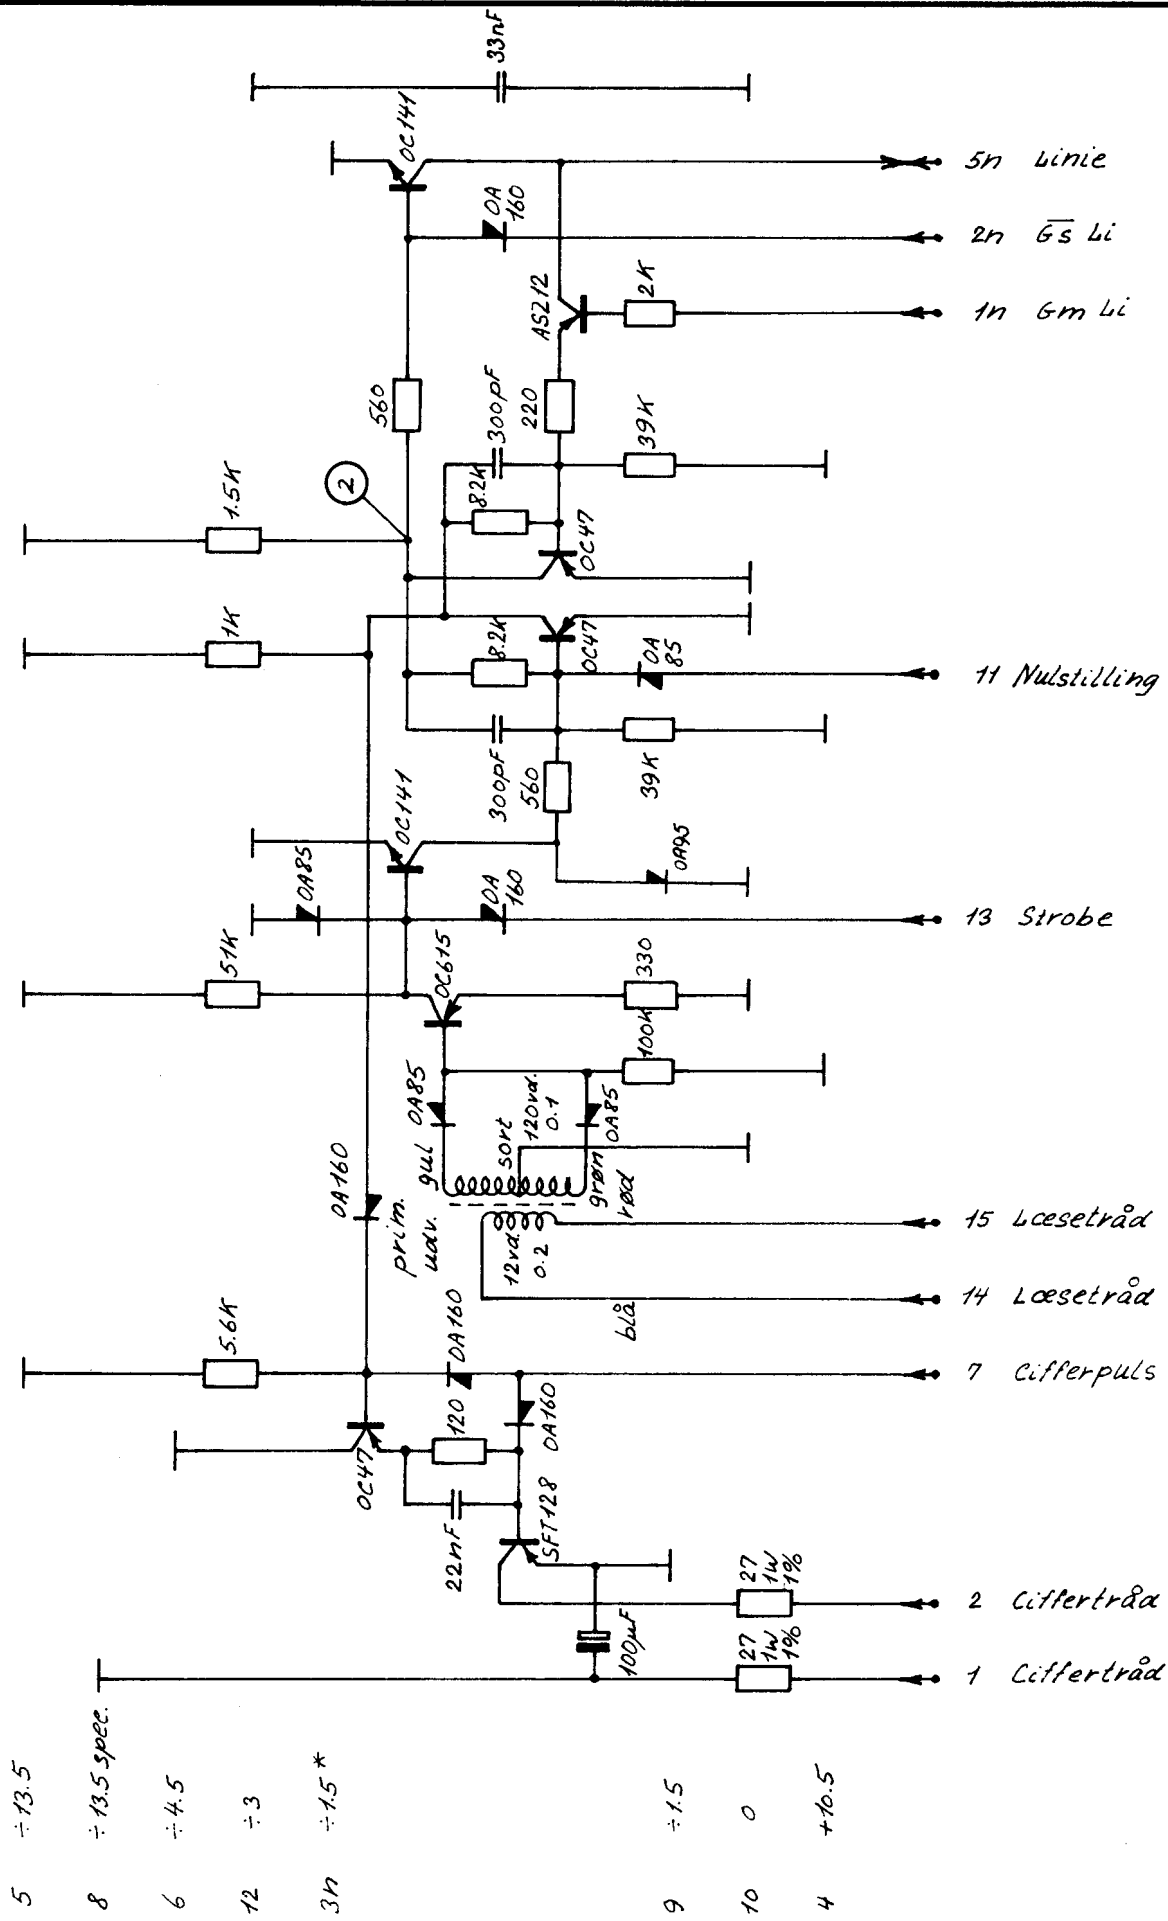 33nF
OC141
5n Linie
OA
160
2n G̅s̅ Li
ASZ12
2K
1n Gm Li
560
300pF
220
39K
8.2K
1.5K
2
OC47
1K
8.2K
OC47
OA
85
11 Nulstilling
300pF
560
39K
OC141
OA95
OA85
OA
160
13 Strobe
51K
OC615
330
100K
OA85
sort
120vd.
0.1
OA85
gul
grøn
rød
OA160
prim.
udv.
12vd.
0.2
15 Læsetråd
14 Læsetråd
blå
5.6K
OA160
7 Cifferpuls
120
OA160
OC47
22nF
SFT128
27
1W
1%
2 Ciffertråd
100µF
27
1W
1%
1 Ciffertråd
5 ÷13.5
8 ÷13.5 spec.
6 ÷4.5
12 ÷3
3n ÷1.5*
9 ÷1.5
10 0
4 +10.5